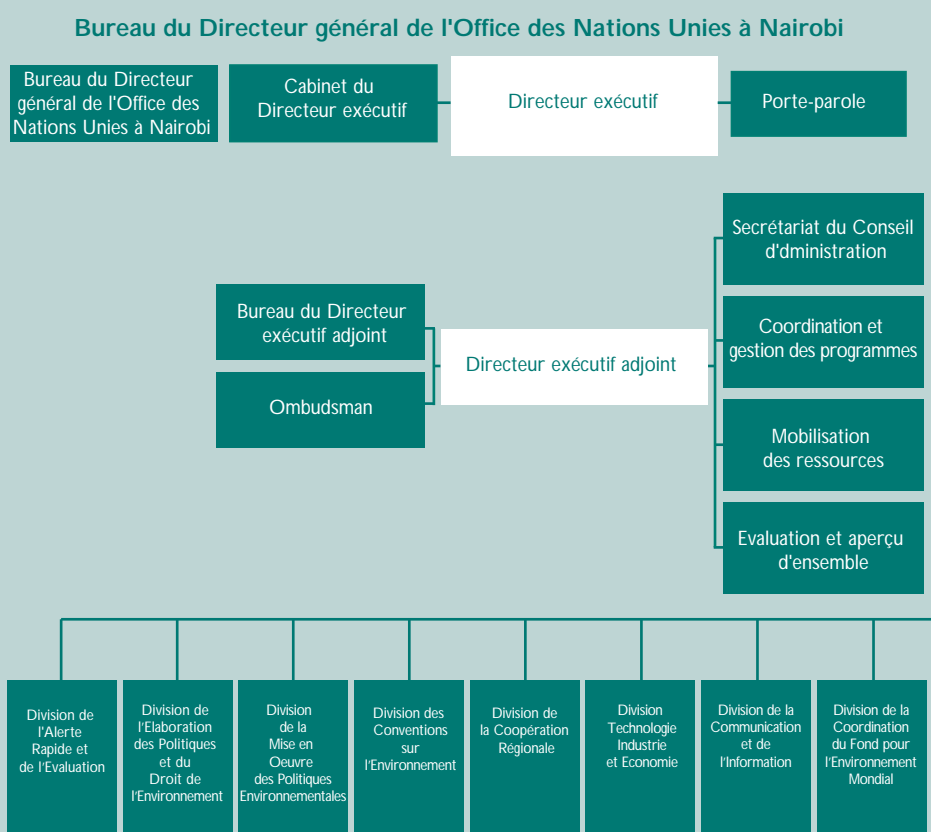 Bureau du Directeur général de l'Office des Nations Unies à Nairobi
Bureau du Directeur
général de l'Office des
Nations Unies à Nairobi
Cabinet du
Directeur exécutif
Directeur exécutif
Porte-parole
Secrétariat du Conseil
d'dministration
Bureau du Directeur
exécutif adjoint
Coordination et
gestion des programmes
Directeur exécutif adjoint
Ombudsman
Mobilisation
des ressources
Evaluation et aperçu
d'ensemble
Division de
l'Alerte
Rapide et
de l'Evaluation
Division de
l'Elaboration
des Politiques
et du
Droit de
l'Environnement
Division
de la
Mise en
Oeuvre
des Politiques
Environnementales
Division des
Conventions
sur
l'Environnement
Division de
la Coopération
Régionale
Division
Technologie
Industrie
et Economie
Division de la
Communication
et de
l'Information
Division de la
Coordination
du Fond pour
l'Environnement
Mondial